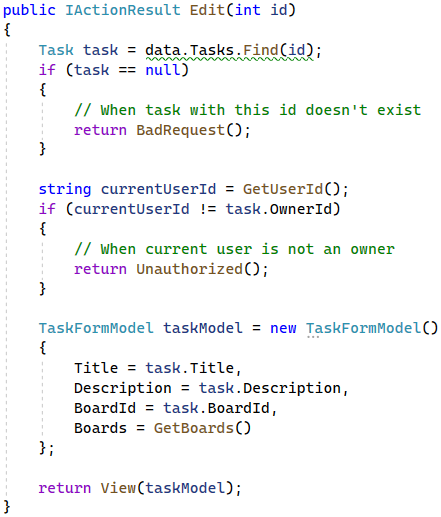 public IActionResult Edit(int id)
{
    Task task = data.Tasks.Find(id);
    if (task == null)
    {
        // When task with this id doesn't exist
        return BadRequest();
    }

    string currentUserId = GetUserId();
    if (currentUserId != task.OwnerId)
    {
        // When current user is not an owner
        return Unauthorized();
    }

    TaskFormModel taskModel = new TaskFormModel()
    {
        Title = task.Title,
        Description = task.Description,
        BoardId = task.BoardId,
        Boards = GetBoards()
    };

    return View(taskModel);
}